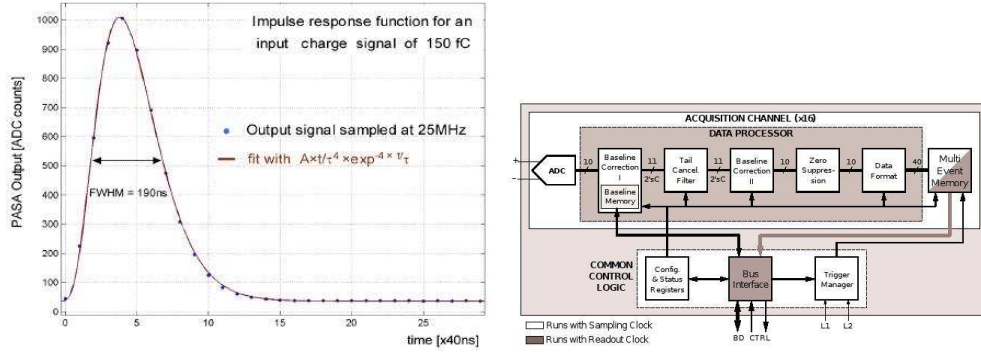 Impulse response function for an
input charge signal of 150 fC
Output signal sampled at 25MHz
fit with A×t/τ⁴ ×exp⁻⁴ ˣ ᵗ/τ
FWHM = 190ns
PASA Output [ADC counts]
1000
900
800
700
600
500
400
300
200
100
0
0
5
10
15
20
25
time [x40ns]
ACQUISITION CHANNEL (x16)
DATA PROCESSOR
+
−
ADC
10
Baseline
Correction
I
Baseline
Memory
11
2'sC
Tail
Cancel.
Filter
11
2'sC
Baseline
Correction
II
10
Zero
Suppres-
sion
10
Data
Format
40
Multi
Event
Memory
COMMON
CONTROL
LOGIC
Config.
& Status
Registers
Bus
Interface
Trigger
Manager
BD
CTRL
L1
L2
Runs with Sampling Clock
Runs with Readout Clock